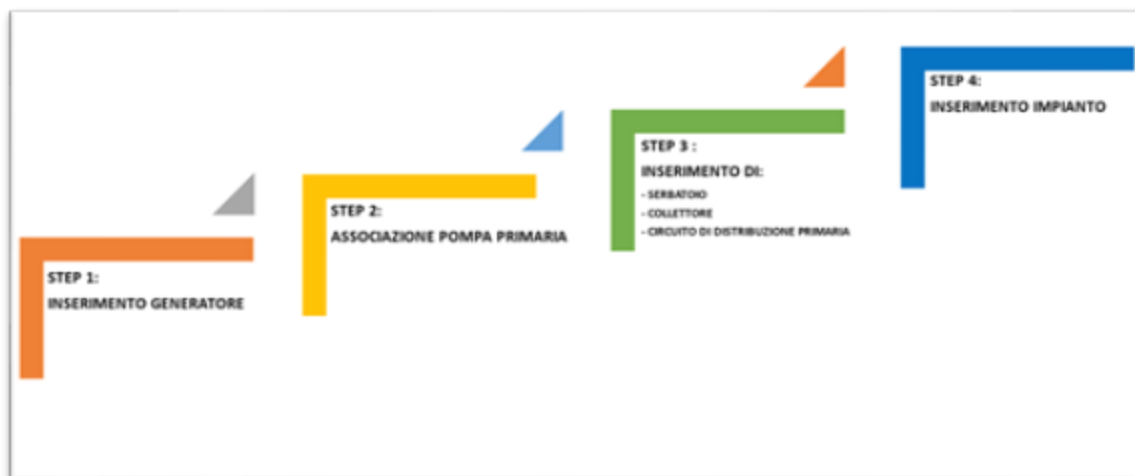 STEP 1:
INSERIMENTO GENERATORE
STEP 2:
ASSOCIAZIONE POMPA PRIMARIA
STEP 3 :
INSERIMENTO DI:
- SERBATOIO
- COLLETTORE
- CIRCUITO DI DISTRIBUZIONE PRIMARIA
STEP 4:
INSERIMENTO IMPIANTO